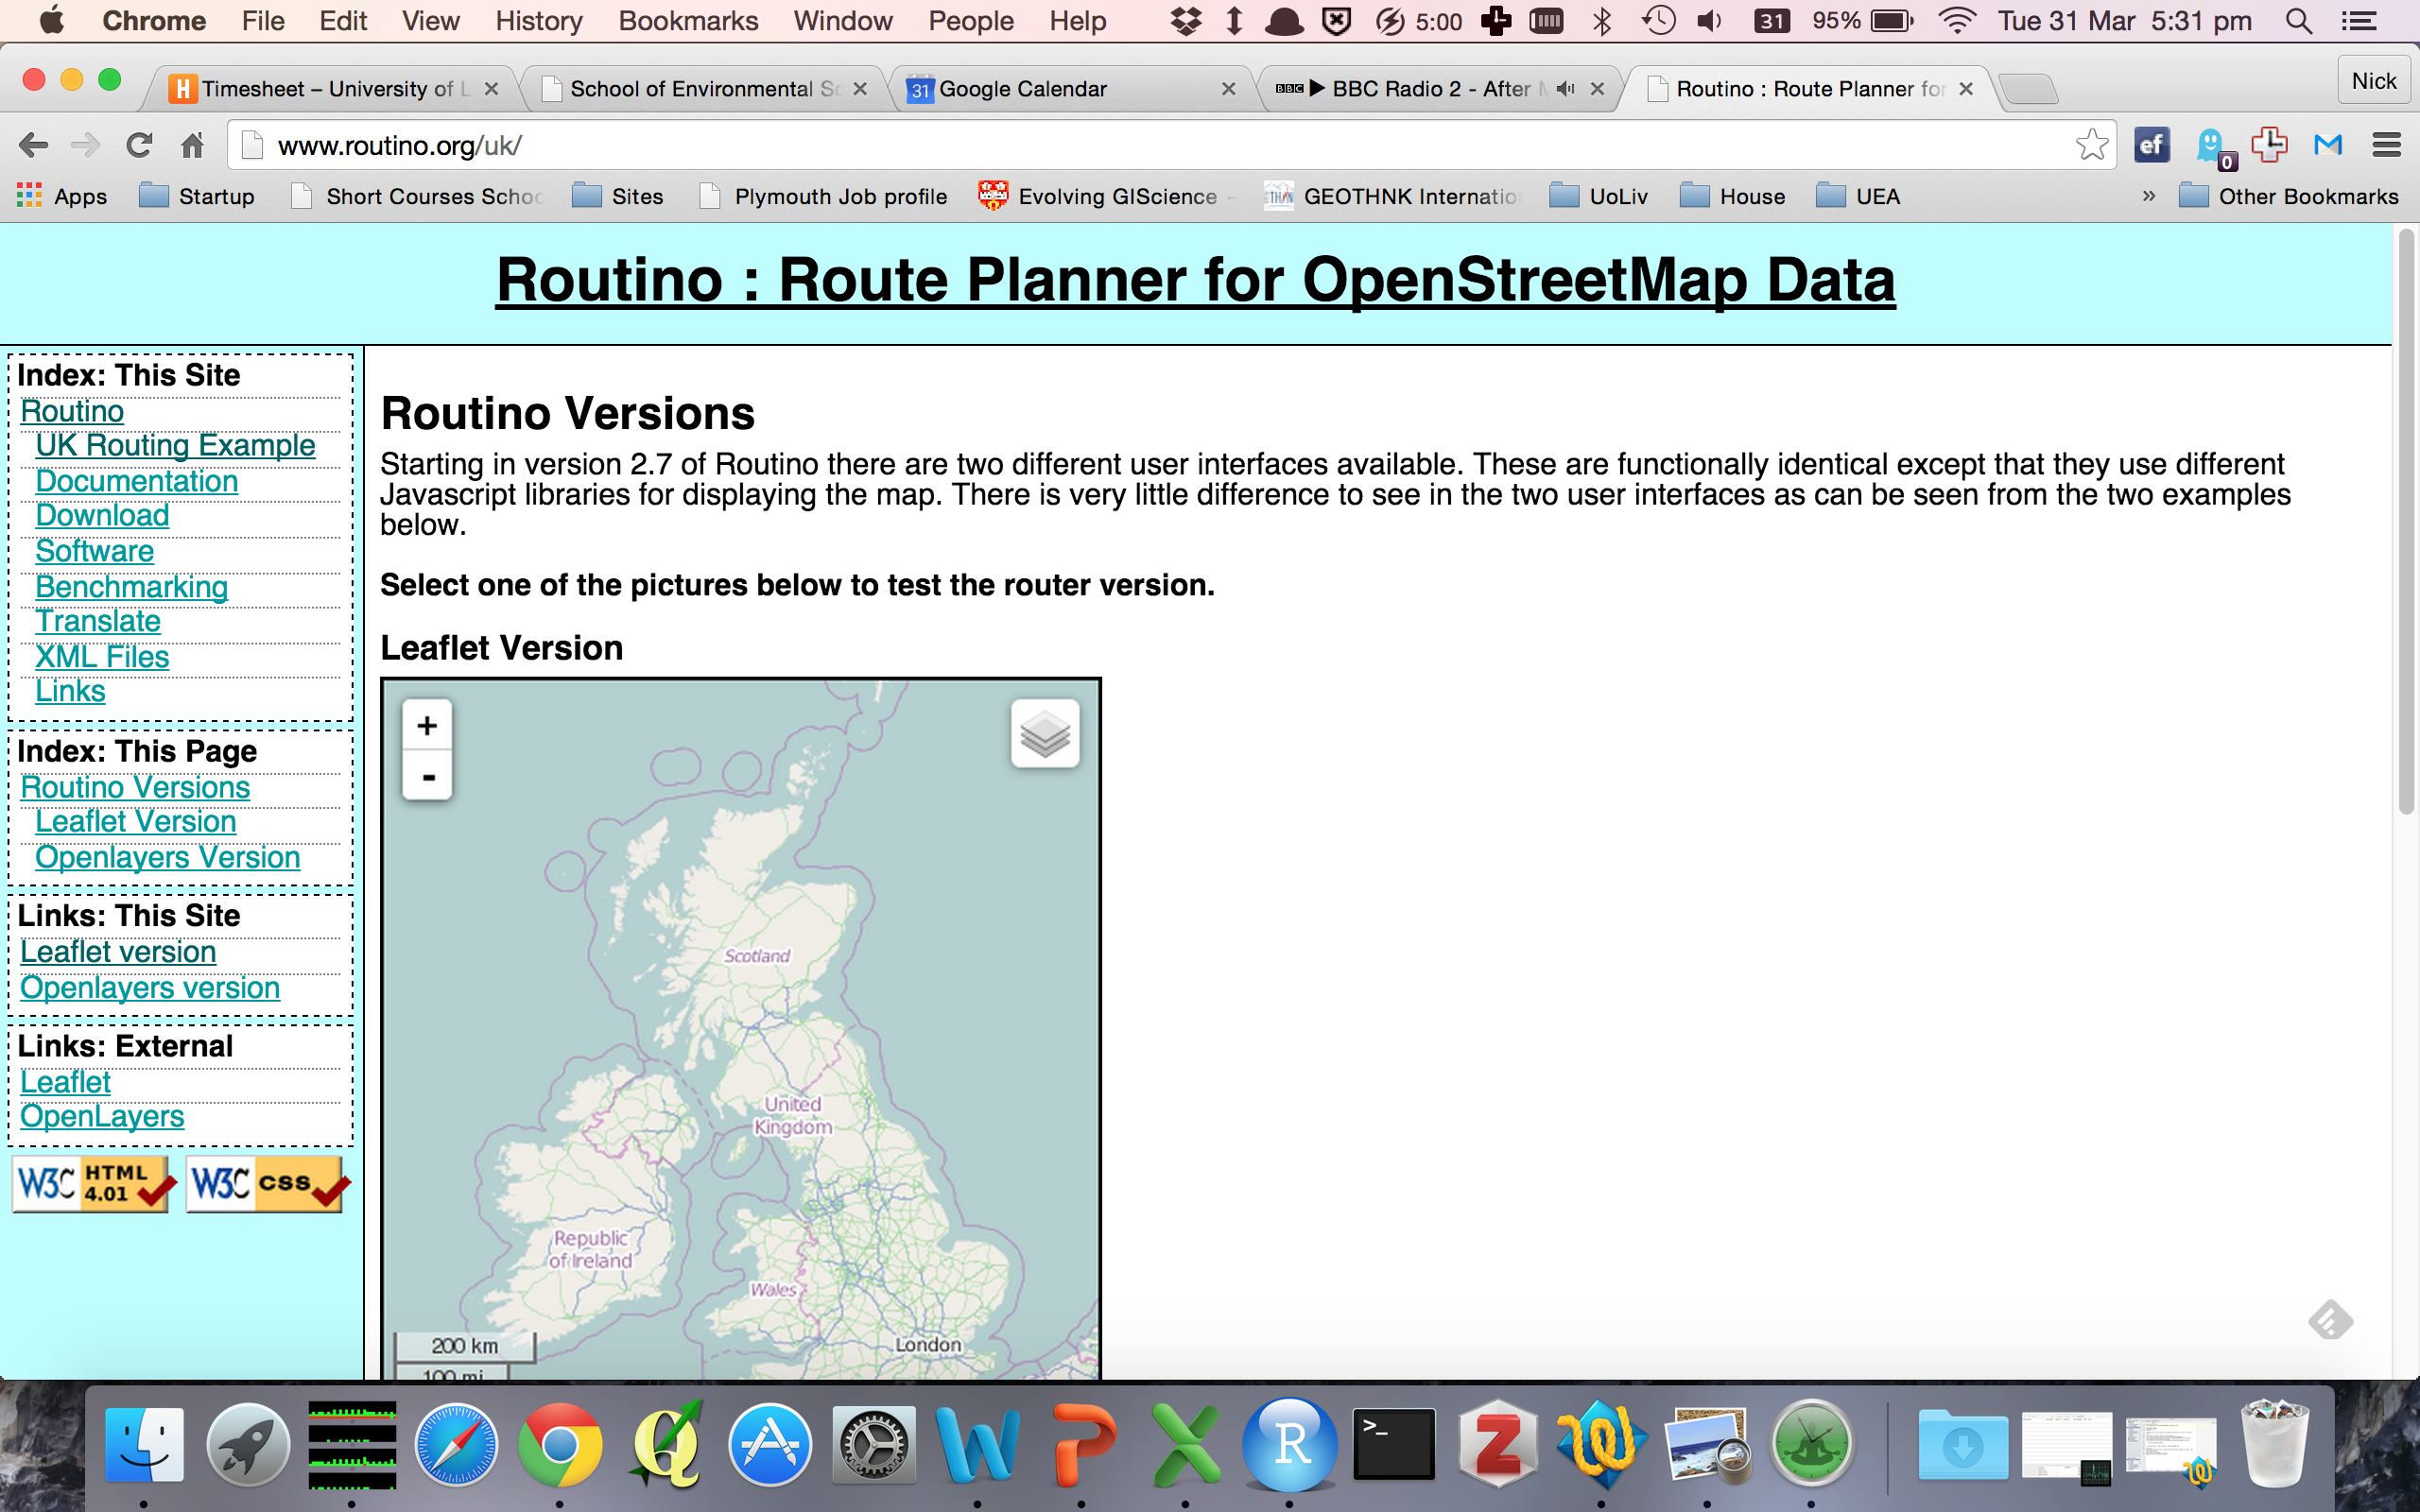 Chrome File Edit View History Bookmarks Window People Help 5:00 31 95% Tue 31 Mar 5:31 pm
H Timesheet – University of L
School of Environmental Sc
31 Google Calendar
BBC ▶ BBC Radio 2 - After
Routino : Route Planner for
Nick
www.routino.org/uk/
ef
0
Apps Startup Short Courses Schoo Sites Plymouth Job profile Evolving GIScience - GEOTHNK Internatio UoLiv House UEA » Other Bookmarks
Routino : Route Planner for OpenStreetMap Data
Index: This Site
Routino
UK Routing Example
Documentation
Download
Software
Benchmarking
Translate
XML Files
Links
Index: This Page
Routino Versions
Leaflet Version
Openlayers Version
Links: This Site
Leaflet version
Openlayers version
Links: External
Leaflet
OpenLayers
W3C HTML 4.01
W3C css
Routino Versions
Starting in version 2.7 of Routino there are two different user interfaces available. These are functionally identical except that they use different
Javascript libraries for displaying the map. There is very little difference to see in the two user interfaces as can be seen from the two examples
below.
Select one of the pictures below to test the router version.
Leaflet Version
+
-
Scotland
United
Kingdom
Republic
of Ireland
Wales
London
200 km
100 mi
W P X R >_ Z